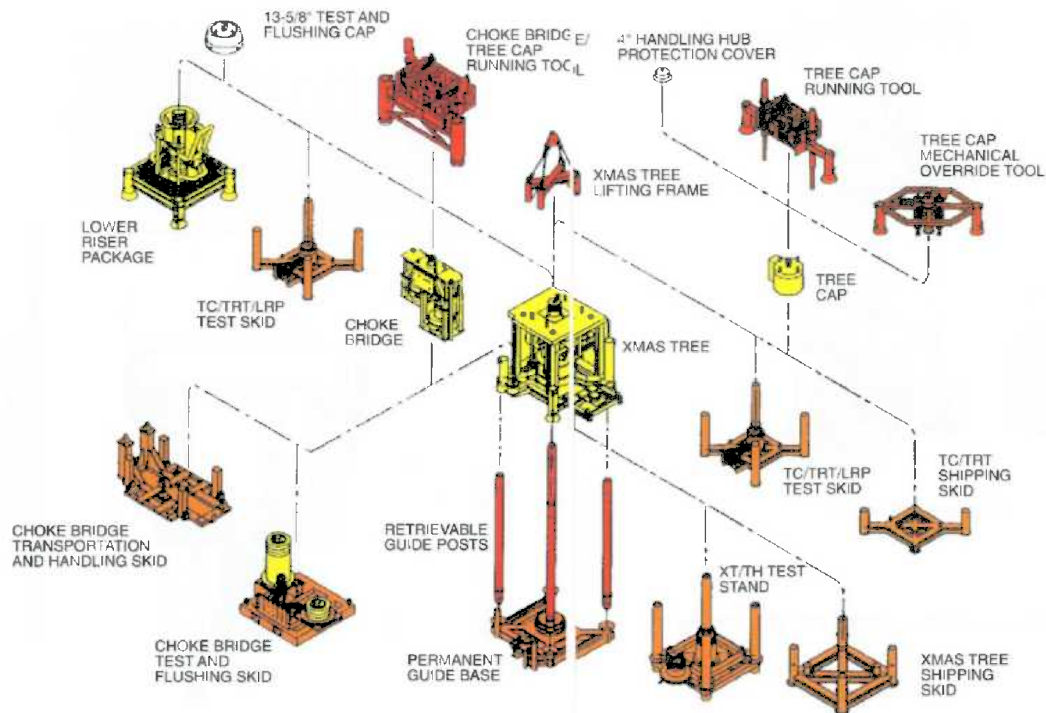 13-5/8" TEST AND
FLUSHING CAP
CHOKE BRIDGE/
TREE CAP
RUNNING TOOL
4" HANDLING HUB
PROTECTION COVER
TREE CAP
RUNNING TOOL
TREE CAP
MECHANICAL
OVERRIDE TOOL
XMAS TREE
LIFTING FRAME
LOWER
RISER
PACKAGE
TC/TRT/LRP
TEST SKID
CHOKE
BRIDGE
TREE
CAP
XMAS TREE
TC/TRT/LRP
TEST SKID
TC/TRT
SHIPPING
SKID
CHOKE BRIDGE
TRANSPORTATION
AND HANDLING SKID
RETRIEVABLE
GUIDE POSTS
XT/TH TEST
STAND
CHOKE BRIDGE
TEST AND
FLUSHING SKID
PERMANENT
GUIDE BASE
XMAS TREE
SHIPPING
SKID